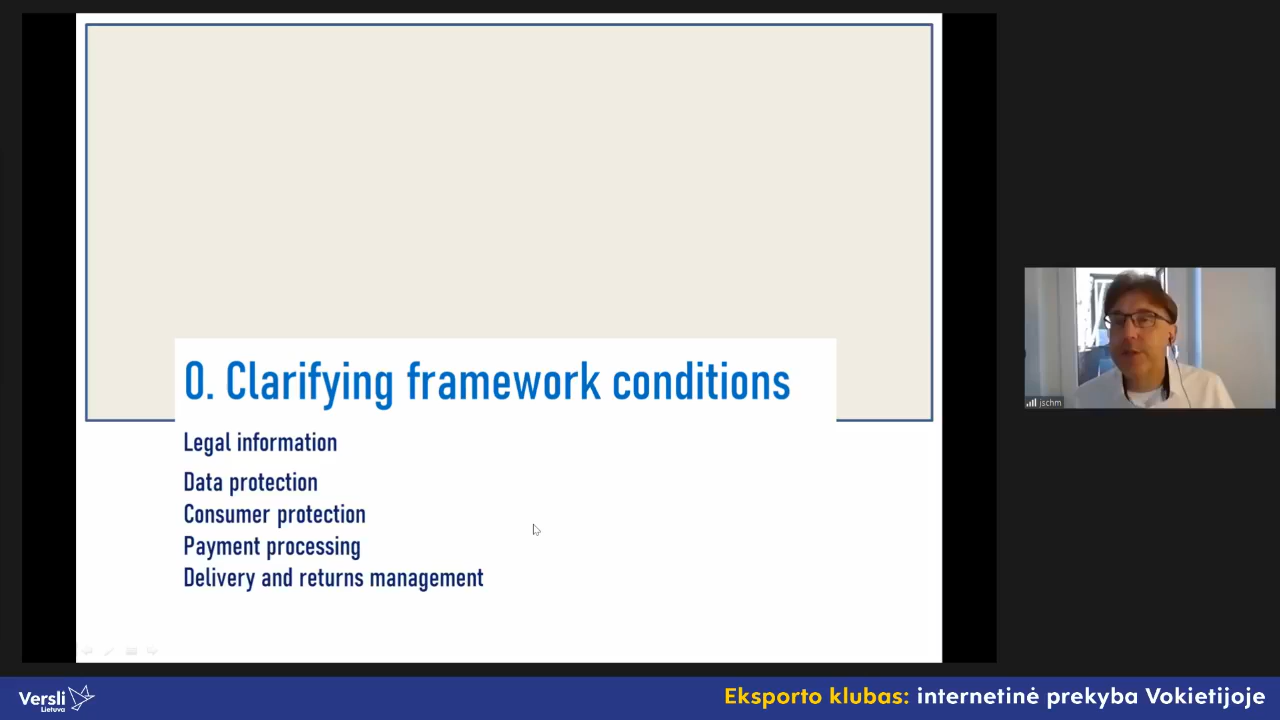 0. Clarifying framework conditions
Legal information
Data protection
Consumer protection
Payment processing
Delivery and returns management
jschm
Versli
Lietuva
Eksporto klubas: internetinė prekyba Vokietijoje